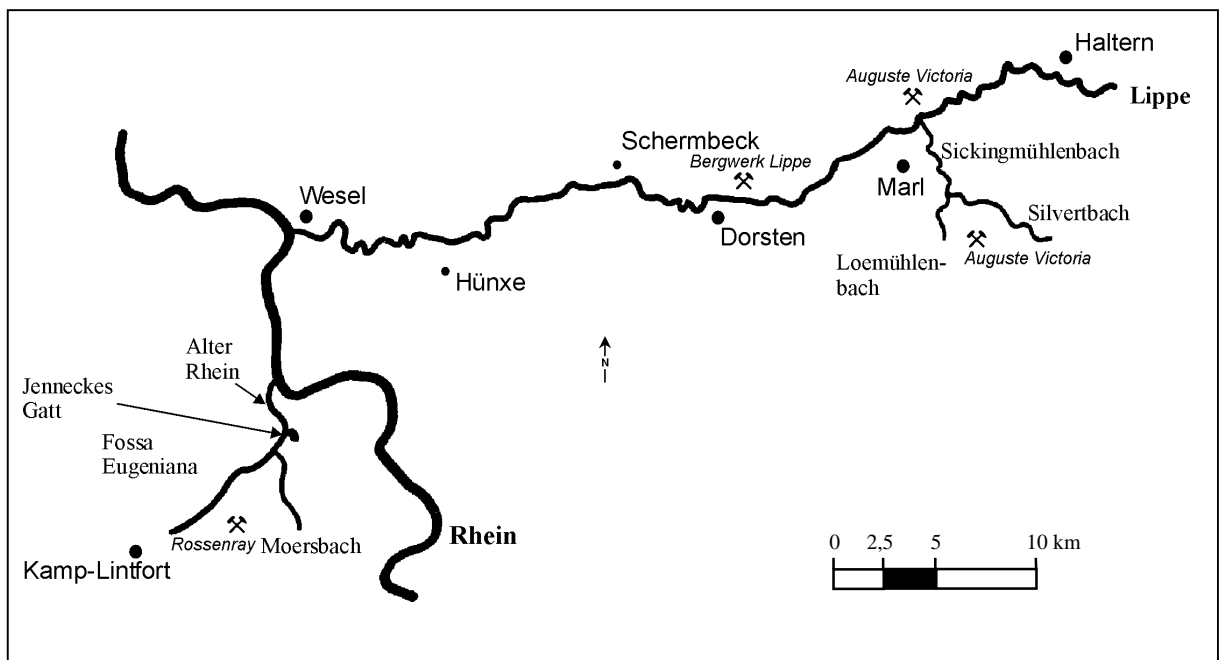 Haltern
Auguste Victoria
Lippe
Schermbeck
Bergwerk Lippe
Sickingmühlenbach
Marl
Wesel
Silvertbach
Dorsten
Loemühlen-
bach
Auguste Victoria
Hünxe
N
Alter
Rhein
Jenneckes
Gatt
Fossa
Eugeniana
Rhein
Rossenray
Moersbach
Kamp-Lintfort
0 2,5 5 10 km